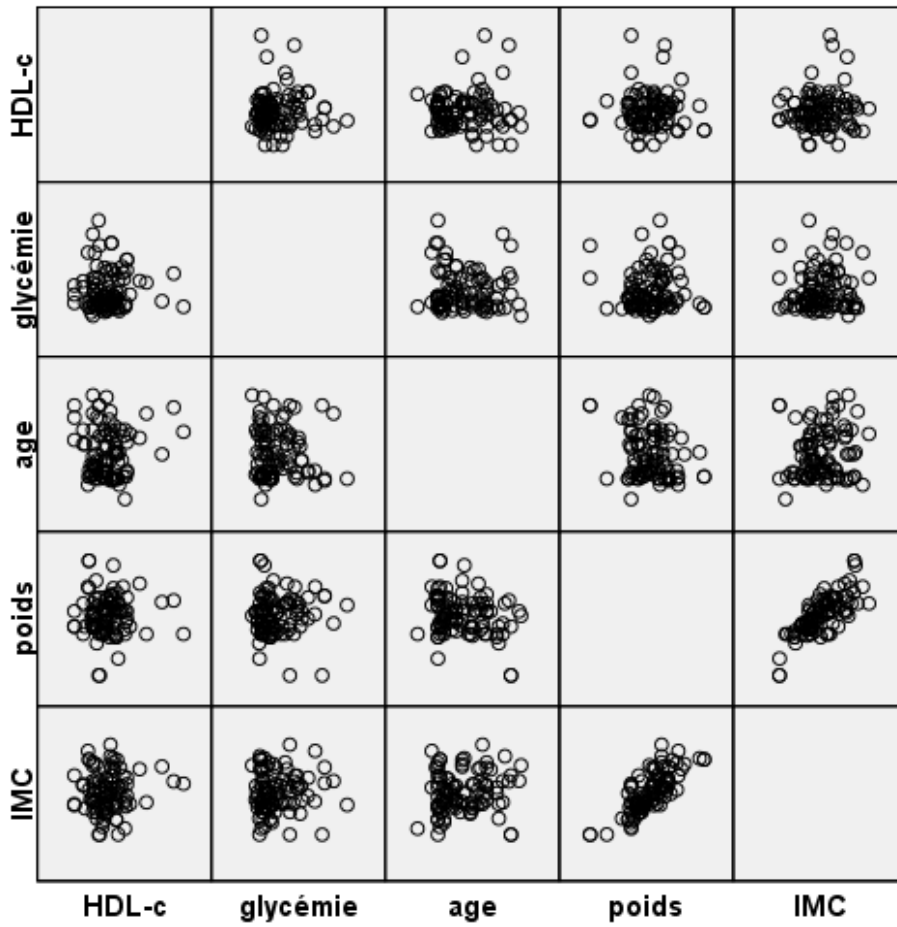 HDL-c
glycémie
age
poids
IMC
HDL-c glycémie age poids IMC